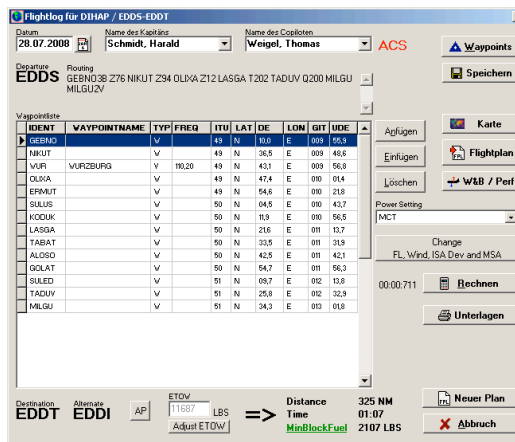 Flightlog für DIHAP / EDDS-EDDT
Datum Name des Kapitäns Name des Copiloten
28.07.2008 Schmidt, Harald Weigel, Thomas ACS Waypoints
Departure Routing
EDDS GEBNO3B Z76 NIKUT Z94 OLIXA Z12 LASGA T202 TADUV Q200 MILGU
MILGU2V
Speichern
Waypointliste
IDENT WAYPOINTNAME TYP FREQ ITU LAT DE LON GIT UDE
GEBNO V 49 N 10,0 E 009 55,9
NIKUT V 49 N 36,5 E 009 48,6
WUR WURZBURG V 110,20 49 N 43,1 E 009 56,8
OLIXA V 49 N 47,4 E 010 01,4
ERMUT V 49 N 54,6 E 010 21,8
SULUS V 50 N 04,5 E 010 43,7
KODUK V 50 N 11,9 E 010 56,5
LASGA V 50 N 21,6 E 011 13,7
TABAT V 50 N 33,5 E 011 31,9
ALOSO V 50 N 42,5 E 011 42,1
GOLAT V 50 N 54,7 E 011 56,3
SULED V 51 N 09,7 E 012 13,8
TADUV V 51 N 25,8 E 012 32,9
MILGU V 51 N 34,3 E 013 01,8
Anfügen
Einfügen
Löschen
Karte
Flightplan
W&B / Perf
Power Setting
MCT
Change
FL, Wind, ISA Dev and MSA
00:00:711 Rechnen
Unterlagen
Destination Alternate
EDDT EDDI AP
ETOW
11687 LBS
Adjust ETOW
=>
Distance 325 NM
Time 01:07
MinBlockFuel 2107 LBS
Neuer Plan
Abbruch